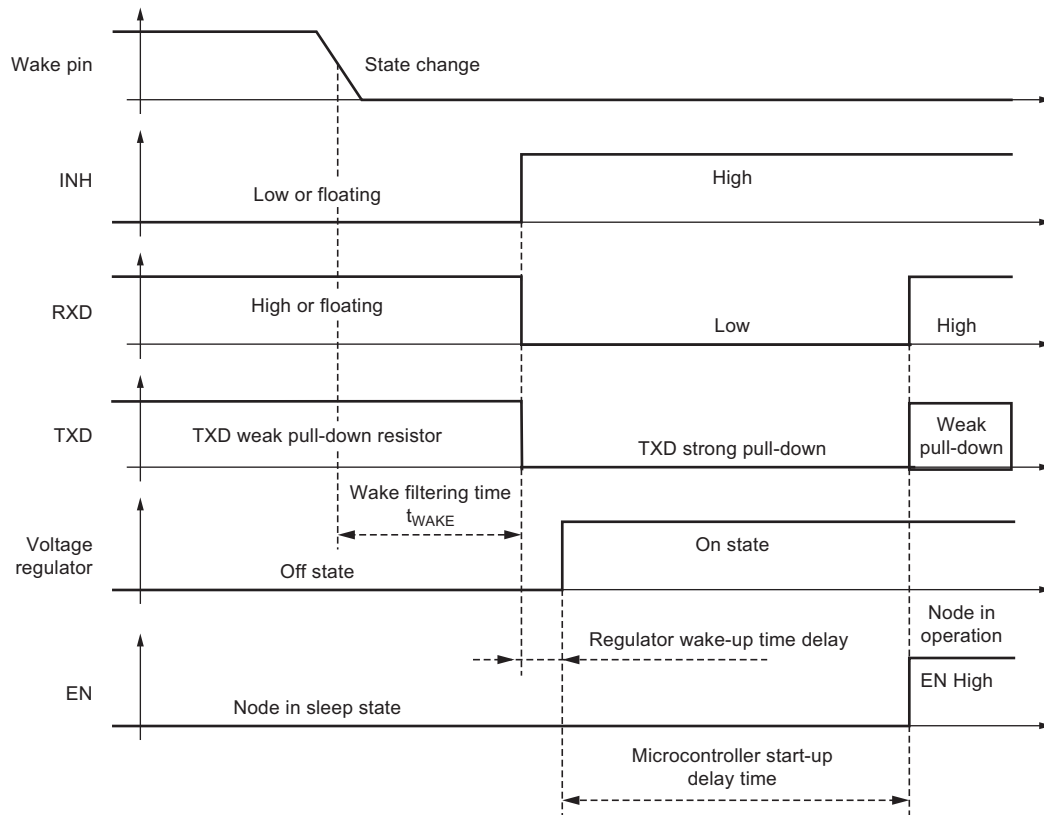 Wake pin
State change
INH
High
Low or floating
RXD
High or floating
Low
High
TXD
TXD weak pull-down resistor
TXD strong pull-down
Weak
pull-down
Wake filtering time
tWAKE
Voltage
regulator
On state
Off state
Regulator wake-up time delay
Node in
operation
EN
EN High
Node in sleep state
Microcontroller start-up
delay time